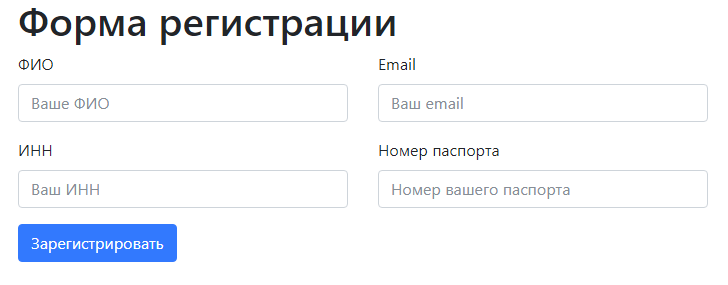 Форма регистрации
ФИО
Email
Ваше ФИО
Ваш email
ИНН
Номер паспорта
Ваш ИНН
Номер вашего паспорта
Зарегистрировать